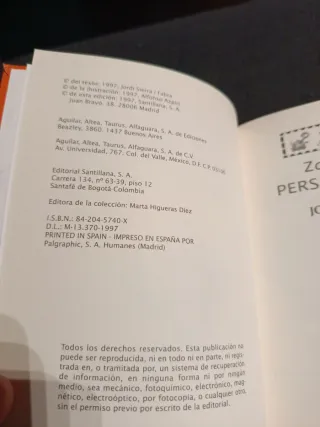 © del texto: 1997, Jordi Sierra i Fabra
© de la ilustración: 1997, Alfonso Rojas
© de esta edición: 1997, Santillana, S. A.
Juan Bravo, 38. 28006 Madrid
Aguilar, Altea, Taurus, Alfaguara, S. A. de Ediciones
Beazley, 3860. 1437 Buenos Aires
Aguilar, Altea, Taurus, Alfaguara, S. A. de C.V.
Av. Universidad, 767. Col. del Valle, México, D.F. C.P. 03100
Editorial Santillana, S. A.
Carrera 13ª, nº 63-39, piso 12
Santafé de Bogotá-Colombia
Editora de la colección: Marta Higueras Díez
I.S.B.N.: 84-204-5740-X
D.L.: M-13.370-1997
PRINTED IN SPAIN - IMPRESO EN ESPAÑA POR
Palgraphic, S. A. Humanes (Madrid)
Todos los derechos reservados. Esta publicación no
puede ser reproducida, ni en todo ni en parte, ni regis-
trada en, o tramitada por, un sistema de recuperación
de información, en ninguna forma ni por ningún
medio, sea mecánico, fotoquímico, electrónico, mag-
nético, electroóptico, por fotocopia, o cualquier otro,
sin el permiso previo por escrito de la editorial.